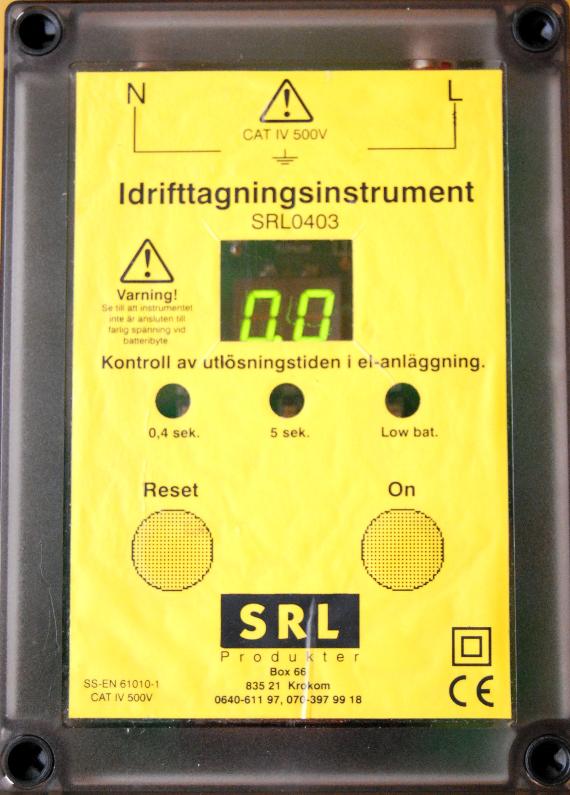 N L
CAT IV 500V
Idrifttagningsinstrument
SRL0403
Varning!
Se till att instrumentet
inte är ansluten till
farlig spänning vid
batteribyte.
0.0
Kontroll av utlösningstiden i el-anläggning.
0,4 sek. 5 sek. Low bat.
Reset On
SRL
Produkter
Box 66
835 21 Krokom
0640-611 97, 070-397 99 18
SS-EN 61010-1
CAT IV 500V
CE